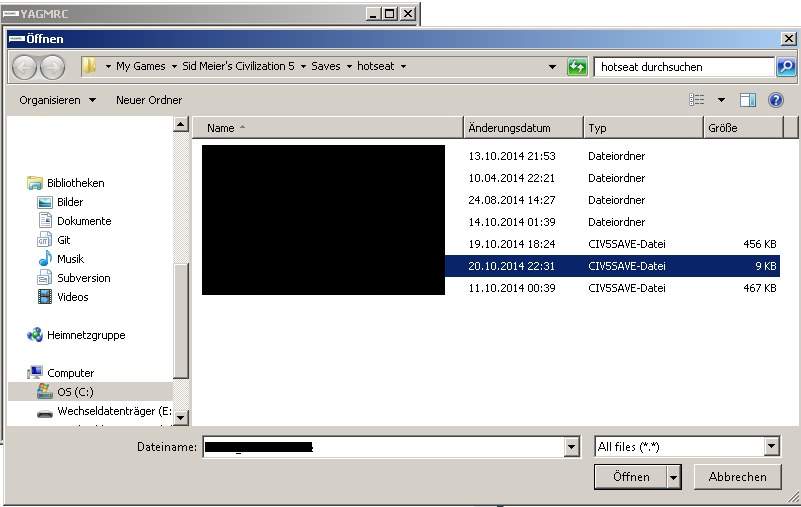 YAGMRC
Öffnen
My Games Sid Meier's Civilization 5 Saves hotseat
hotseat durchsuchen
Organisieren Neuer Ordner
Name Änderungsdatum Typ Größe
13.10.2014 21:53 Dateiordner
10.04.2014 22:21 Dateiordner
24.08.2014 14:27 Dateiordner
14.10.2014 01:39 Dateiordner
19.10.2014 18:24 CIV5SAVE-Datei 456 KB
20.10.2014 22:31 CIV5SAVE-Datei 9 KB
11.10.2014 00:39 CIV5SAVE-Datei 467 KB
Bibliotheken
Bilder
Dokumente
Git
Musik
Subversion
Videos
Heimnetzgruppe
Computer
OS (C:)
Wechseldatenträger (E:
Dateiname:
All files (*.*)
Öffnen Abbrechen